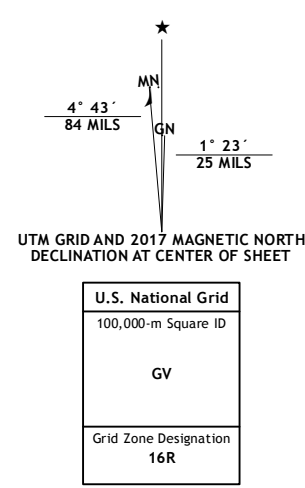 ★
MN
GN
4° 43´
84 MILS
1° 23´
25 MILS
UTM GRID AND 2017 MAGNETIC NORTH
DECLINATION AT CENTER OF SHEET
U.S. National Grid
100,000-m Square ID
GV
Grid Zone Designation
16R